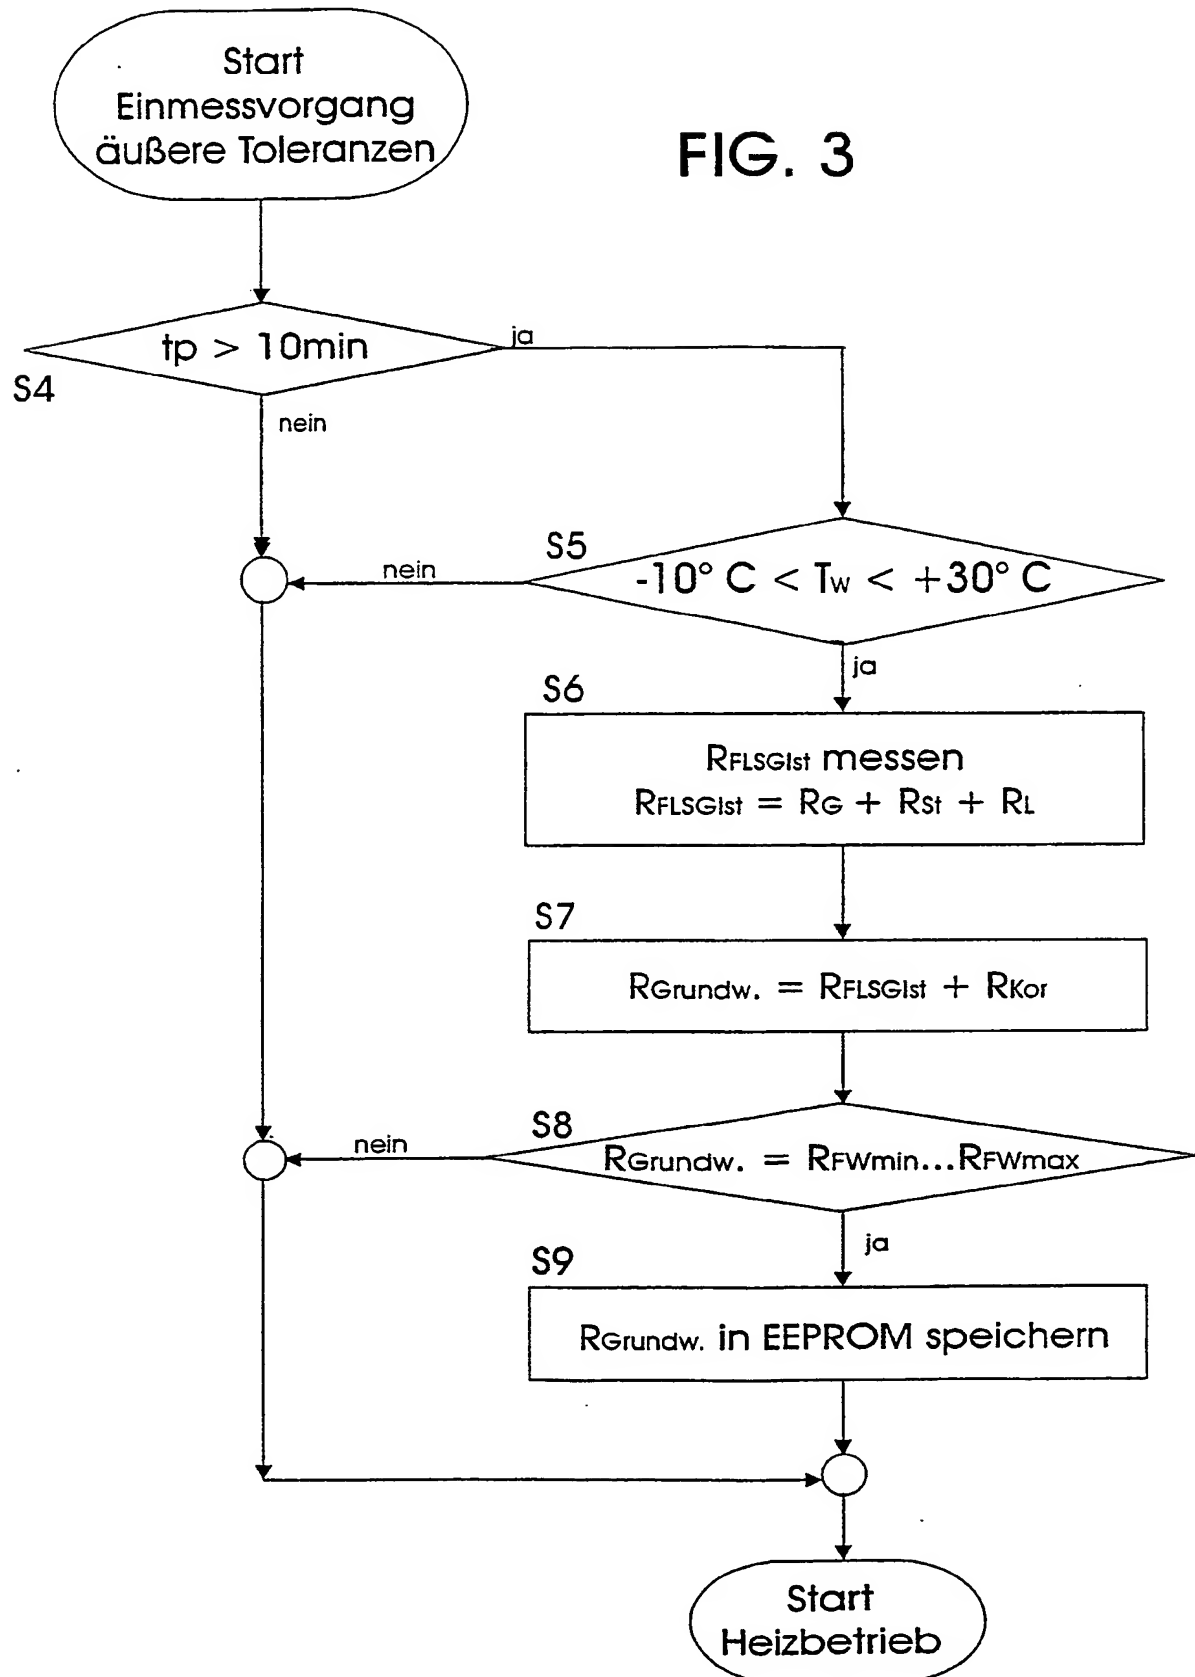 Start
Einmessvorgang
äußere Toleranzen
FIG. 3
tp > 10min
ja
S4
nein
S5
-10° C < Tw < +30° C
nein
ja
S6
RFLSGIst messen
RFLSGIst = RG + RSt + RL
S7
RGrundw. = RFLSGIst + RKor
S8
nein
RGrundw. = RFWmin...RFWmax
ja
S9
RGrundw. in EEPROM speichern
Start
Heizbetrieb